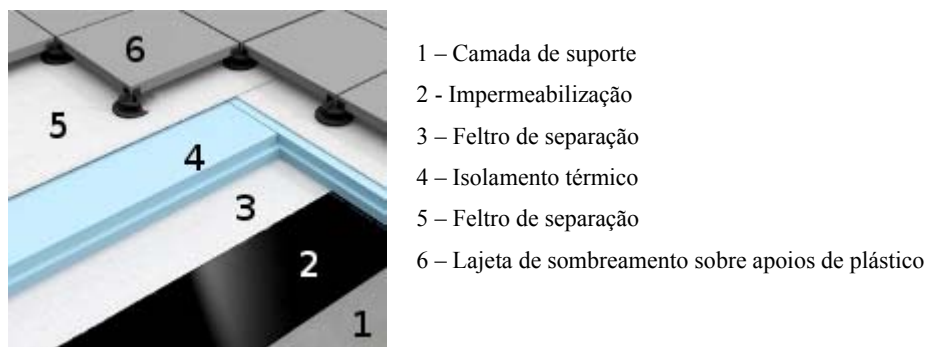 6
5
4
3
2
1
1 – Camada de suporte
2 - Impermeabilização
3 – Feltro de separação
4 – Isolamento térmico
5 – Feltro de separação
6 – Lajeta de sombreamento sobre apoios de plástico